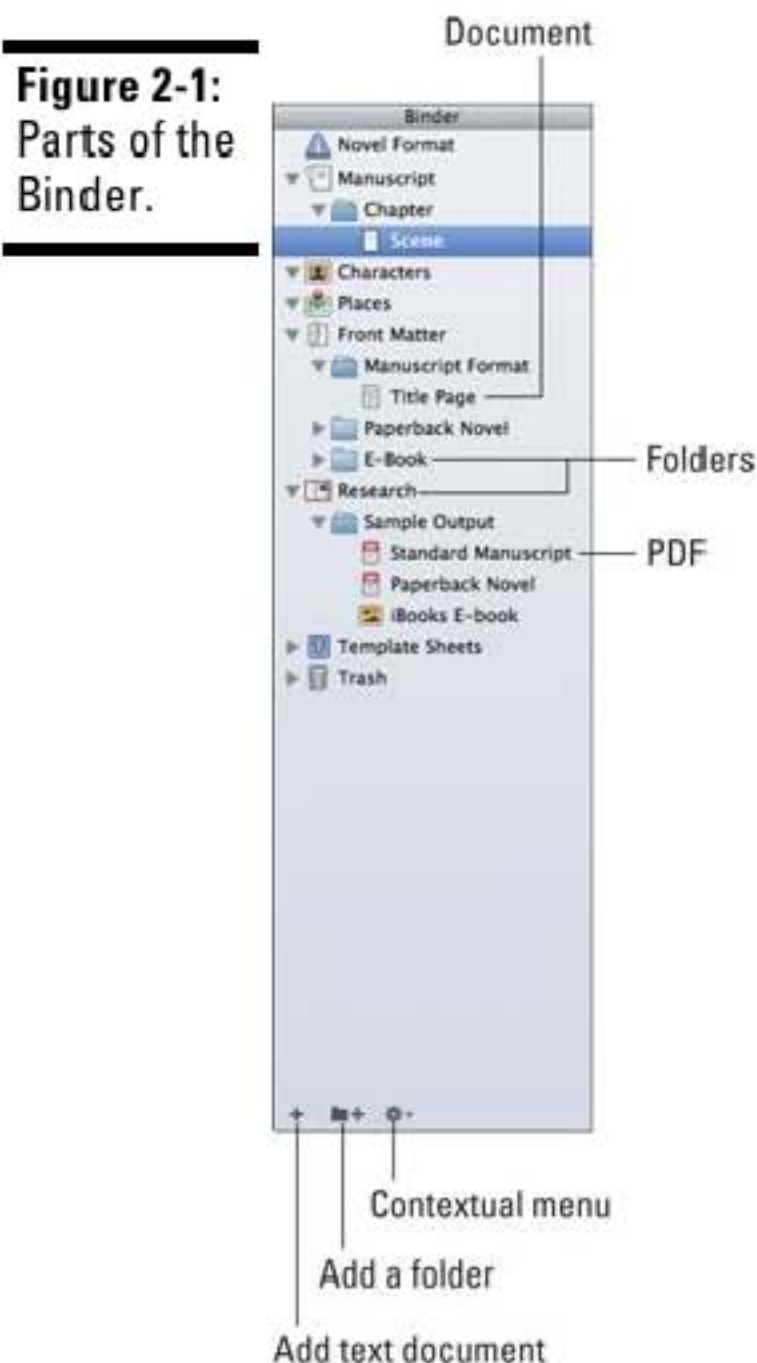 Document
Figure 2-1:
Parts of the
Binder.
Binder
Novel Format
Manuscript
Chapter
Scene
Characters
Places
Front Matter
Manuscript Format
Title Page
Paperback Novel
E-Book
Folders
Research
Sample Output
Standard Manuscript
PDF
Paperback Novel
iBooks E-book
Template Sheets
Trash
Contextual menu
Add a folder
Add text document